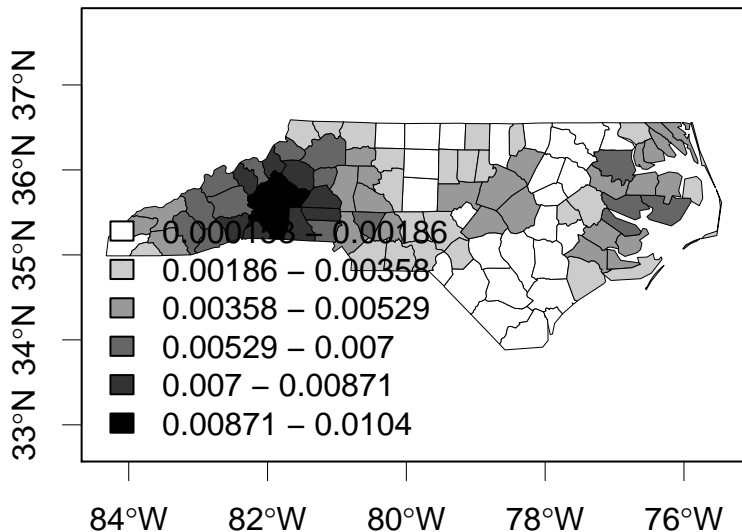 37°N
36°N
35°N
34°N
33°N
– 0.00186
0.00186 – 0.00358
0.00358 – 0.00529
0.00529 – 0.007
0.007 – 0.00871
0.00871 – 0.0104
84°W 82°W 80°W 78°W 76°W